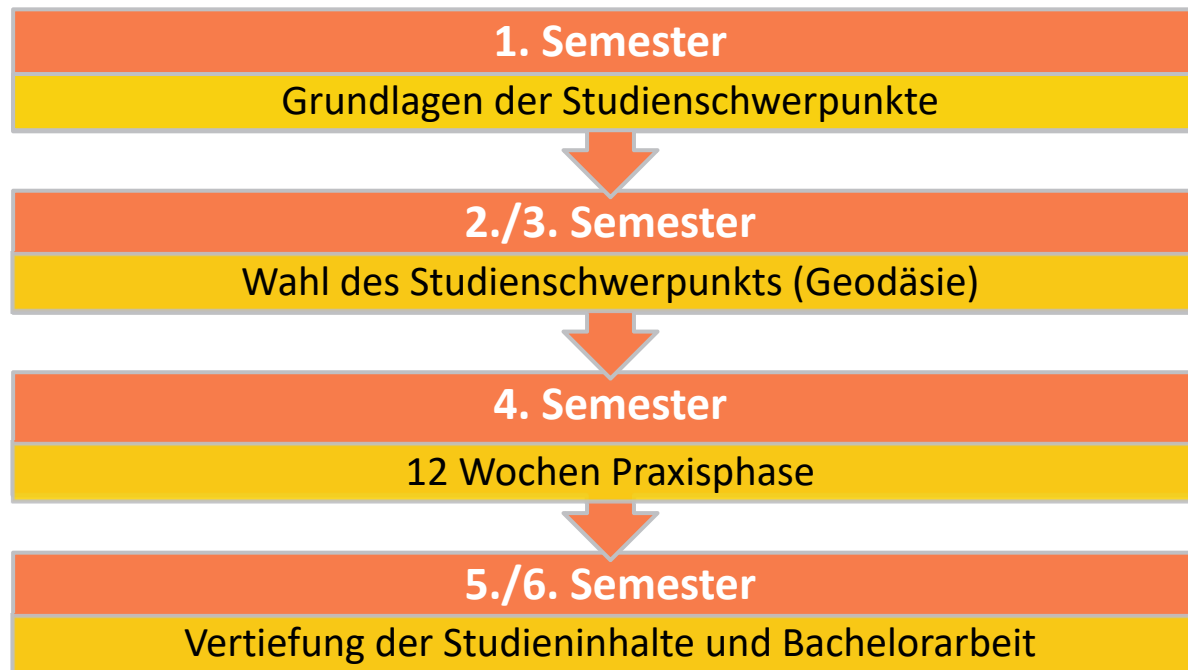 1. Semester
Grundlagen der Studienschwerpunkte
2./3. Semester
Wahl des Studienschwerpunkts (Geodäsie)
4. Semester
12 Wochen Praxisphase
5./6. Semester
Vertiefung der Studieninhalte und Bachelorarbeit